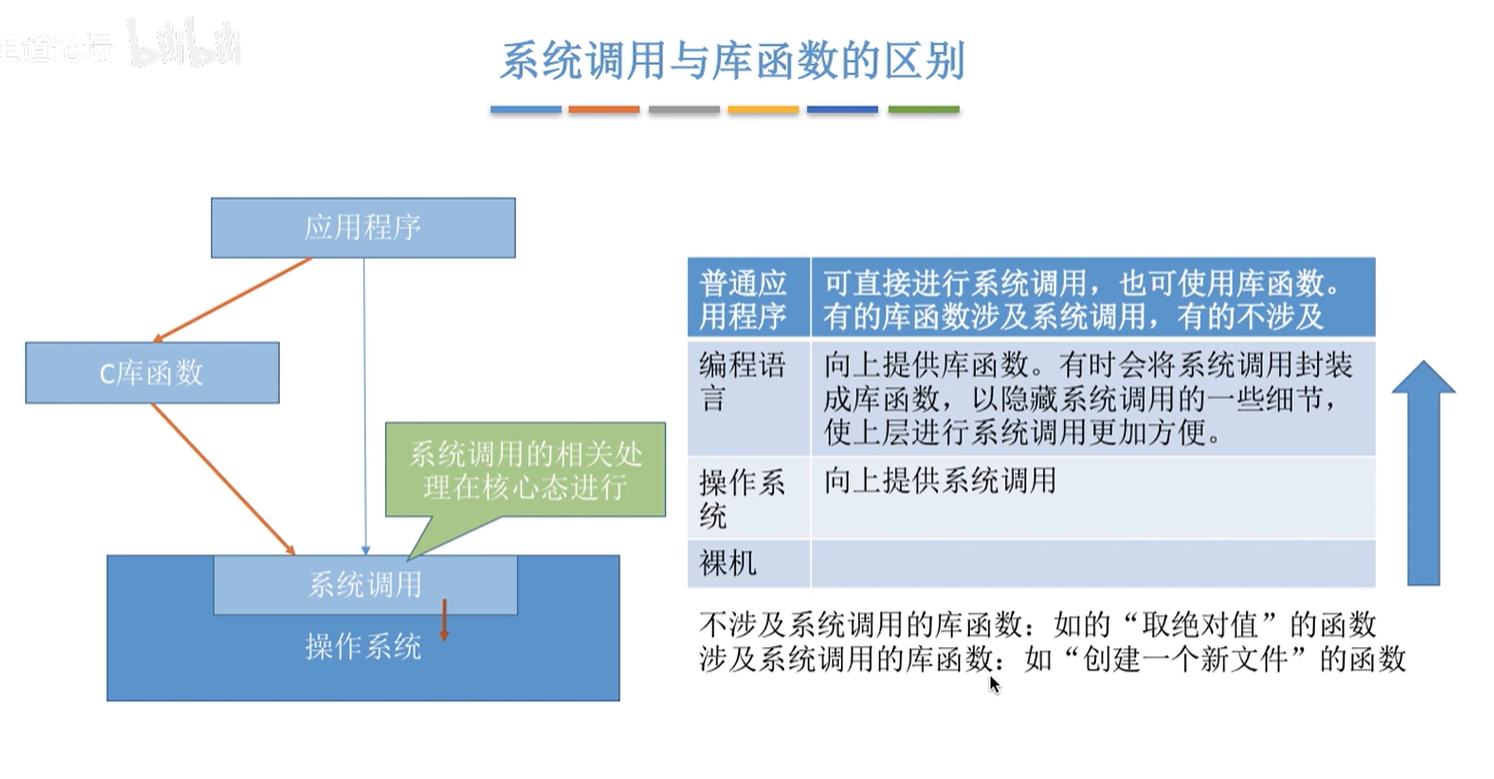 王道论坛 bilibili
系统调用与库函数的区别
应用程序
C库函数
系统调用的相关处
理在核心态进行
系统调用
操作系统
普通应
用程序
可直接进行系统调用，也可使用库函数。
有的库函数涉及系统调用，有的不涉及
编程语
言
向上提供库函数。有时会将系统调用封装
成库函数，以隐藏系统调用的一些细节，
使上层进行系统调用更加方便。
操作系
统
向上提供系统调用
裸机
不涉及系统调用的库函数：如的“取绝对值”的函数
涉及系统调用的库函数：如“创建一个新文件”的函数